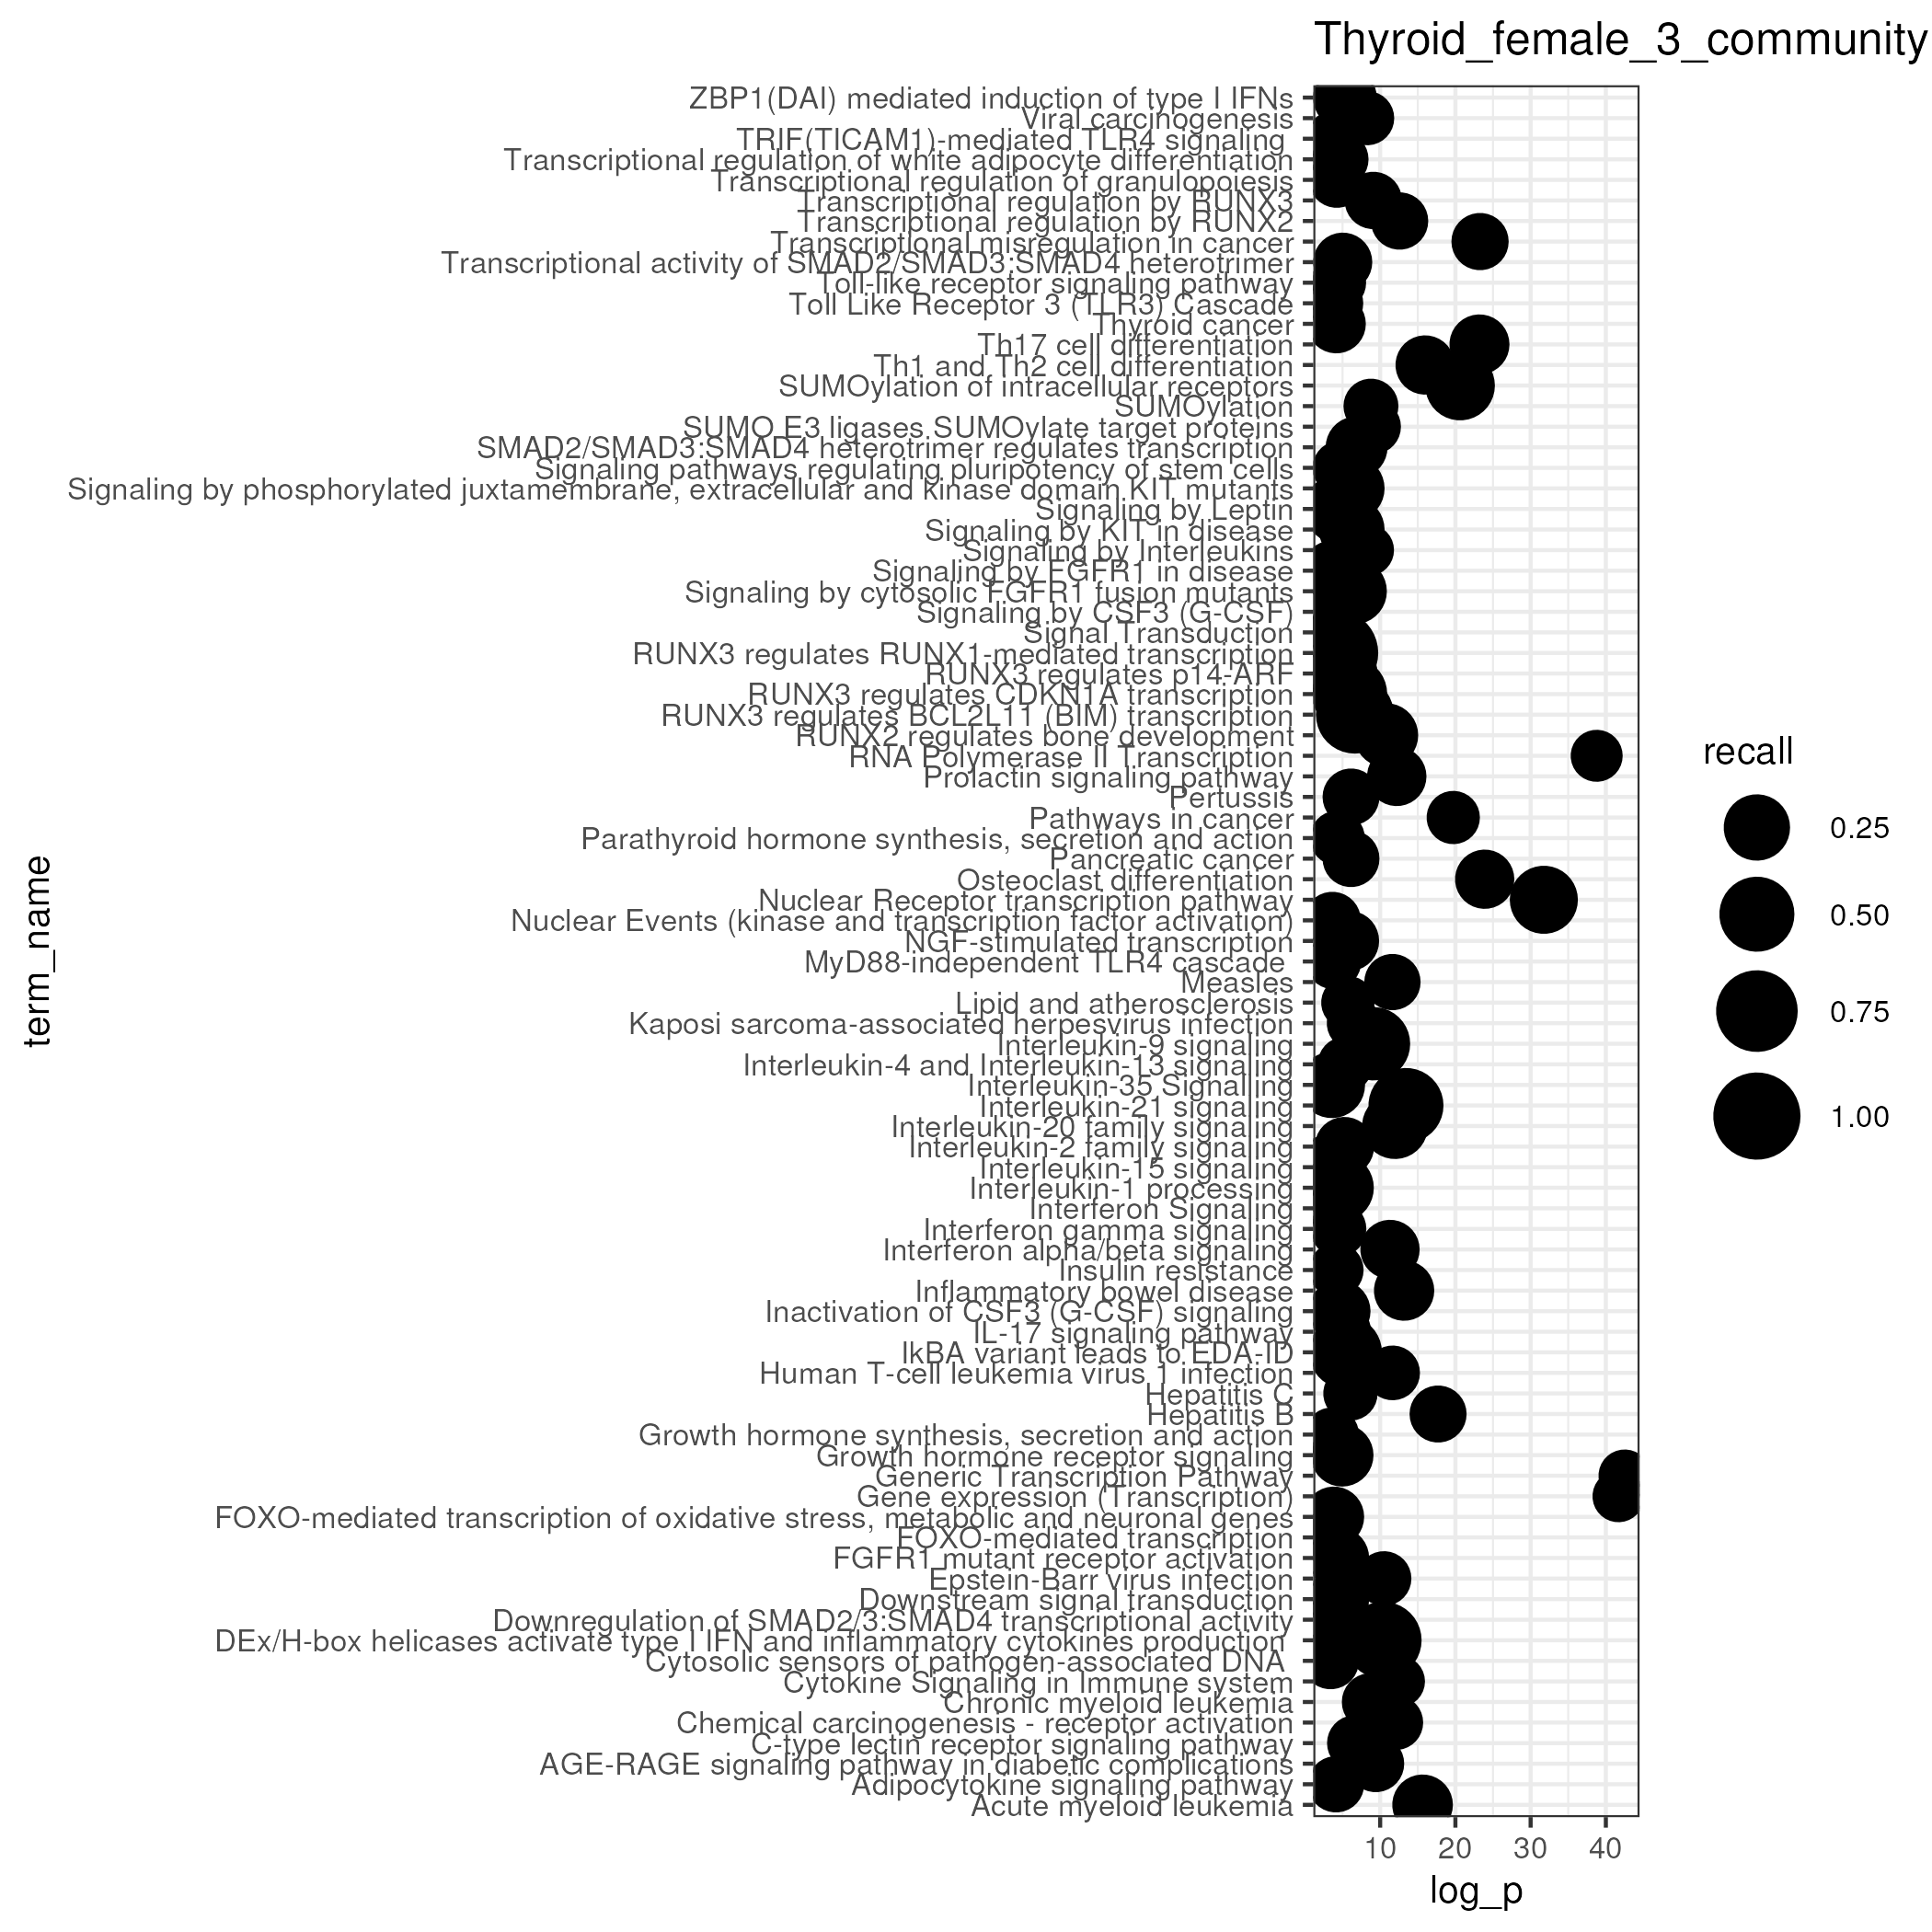 Thyroid_female_3_community
ZBP1(DAI) mediated induction of type I IFNs
Viral carcinogenesis
TRIF(TICAM1)-mediated TLR4 signaling
Transcriptional regulation of white adipocyte differentiation
Transcriptional regulation of granulopoiesis
Transcriptional regulation by RUNX3
Transcriptional regulation by RUNX2
Transcriptional misregulation in cancer
Transcriptional activity of SMAD2/SMAD3:SMAD4 heterotrimer
Toll-like receptor signaling pathway
Toll Like Receptor 3 (TLR3) Cascade
Thyroid cancer
Th17 cell differentiation
Th1 and Th2 cell differentiation
SUMOylation of intracellular receptors
SUMOylation
SUMO E3 ligases SUMOylate target proteins
SMAD2/SMAD3:SMAD4 heterotrimer regulates transcription
Signaling pathways regulating pluripotency of stem cells
Signaling by phosphorylated juxtamembrane, extracellular and kinase domain KIT mutants
Signaling by Leptin
Signaling by KIT in disease
Signaling by Interleukins
Signaling by FGFR1 in disease
Signaling by cytosolic FGFR1 fusion mutants
Signaling by CSF3 (G-CSF)
Signal Transduction
RUNX3 regulates RUNX1-mediated transcription
RUNX3 regulates p14-ARF
RUNX3 regulates CDKN1A transcription
RUNX3 regulates BCL2L11 (BIM) transcription
RUNX2 regulates bone development
RNA Polymerase II Transcription
Prolactin signaling pathway
Pertussis
Pathways in cancer
Parathyroid hormone synthesis, secretion and action
Pancreatic cancer
Osteoclast differentiation
Nuclear Receptor transcription pathway
Nuclear Events (kinase and transcription factor activation)
NGF-stimulated transcription
MyD88-independent TLR4 cascade
Measles
Lipid and atherosclerosis
Kaposi sarcoma-associated herpesvirus infection
Interleukin-9 signaling
Interleukin-4 and Interleukin-13 signaling
Interleukin-35 Signalling
Interleukin-21 signaling
Interleukin-20 family signaling
Interleukin-2 family signaling
Interleukin-15 signaling
Interleukin-1 processing
Interferon Signaling
Interferon gamma signaling
Interferon alpha/beta signaling
Insulin resistance
Inflammatory bowel disease
Inactivation of CSF3 (G-CSF) signaling
IL-17 signaling pathway
IkBA variant leads to EDA-ID
Human T-cell leukemia virus 1 infection
Hepatitis C
Hepatitis B
Growth hormone synthesis, secretion and action
Growth hormone receptor signaling
Generic Transcription Pathway
Gene expression (Transcription)
FOXO-mediated transcription of oxidative stress, metabolic and neuronal genes
FOXO-mediated transcription
FGFR1 mutant receptor activation
Epstein-Barr virus infection
Downstream signal transduction
Downregulation of SMAD2/3:SMAD4 transcriptional activity
DEx/H-box helicases activate type I IFN and inflammatory cytokines production
Cytosolic sensors of pathogen-associated DNA
Cytokine Signaling in Immune system
Chronic myeloid leukemia
Chemical carcinogenesis - receptor activation
C-type lectin receptor signaling pathway
AGE-RAGE signaling pathway in diabetic complications
Adipocytokine signaling pathway
Acute myeloid leukemia
term_name
10 20 30 40
log_p
recall
0.25
0.50
0.75
1.00